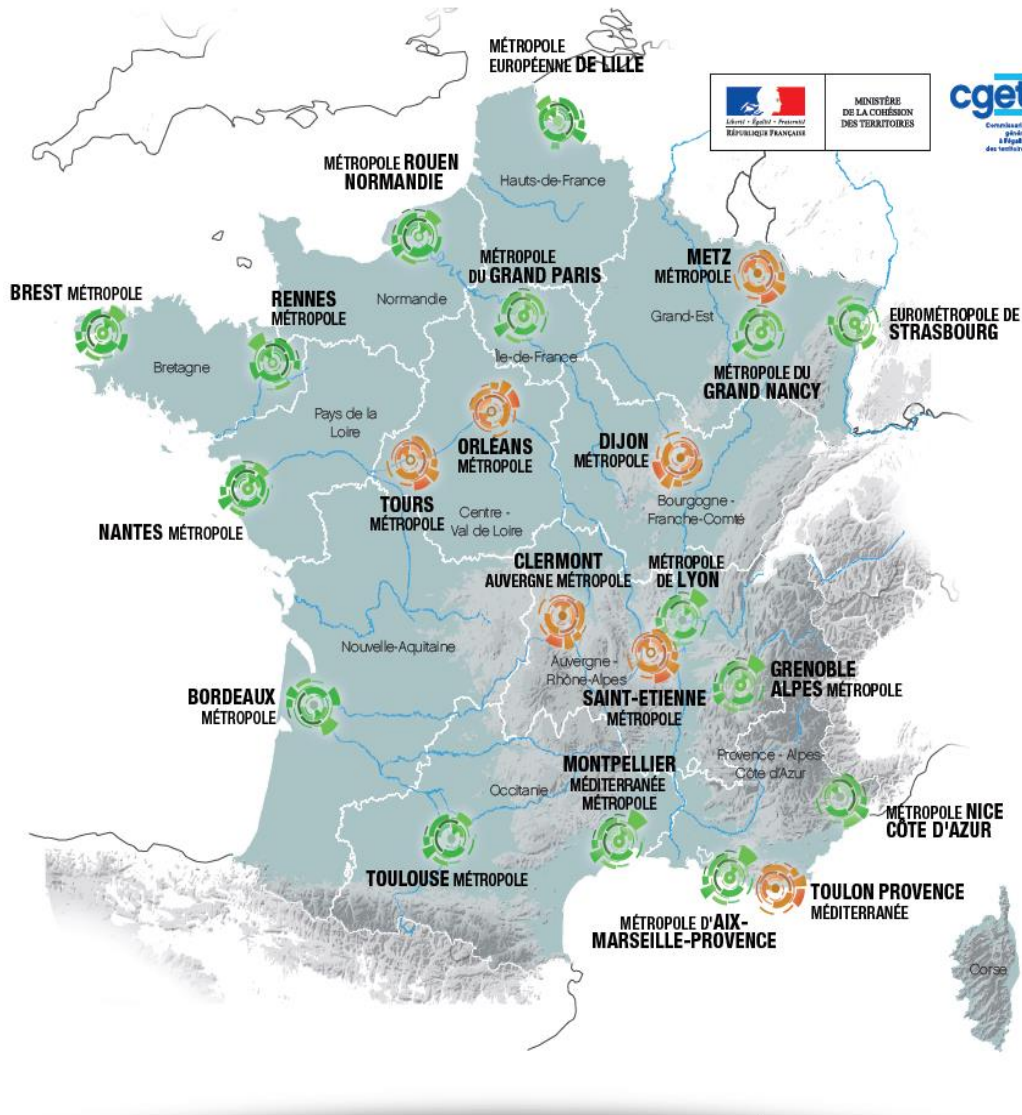 MÉTROPOLE
EUROPÉENNE DE LILLE
Liberté • Égalité • Fraternité
RÉPUBLIQUE FRANÇAISE
MINISTÈRE
DE LA COHÉSION
DES TERRITOIRES
cget
Commissariat
génér
à l'égali
des territoire
MÉTROPOLE ROUEN
NORMANDIE
Hauts-de-France
MÉTROPOLE
DU GRAND PARIS
METZ
MÉTROPOLE
BREST MÉTROPOLE
RENNES
MÉTROPOLE
Normandie
Grand-Est
EUROMÉTROPOLE DE
STRASBOURG
Bretagne
Île-de-France
MÉTROPOLE DU
GRAND NANCY
Pays de la
Loire
ORLÉANS
MÉTROPOLE
DIJON
MÉTROPOLE
TOURS
MÉTROPOLE
Centre -
Val de Loire
Bourgogne -
Franche-Comté
NANTES MÉTROPOLE
CLERMONT
AUVERGNE MÉTROPOLE
MÉTROPOLE
DE LYON
Nouvelle-Aquitaine
Auvergne -
Rhône-Alpes
GRENOBLE
ALPES MÉTROPOLE
SAINT-ETIENNE
MÉTROPOLE
BORDEAUX
MÉTROPOLE
MONTPELLIER
MÉDITERRANÉE
MÉTROPOLE
Provence - Alpes-
Côte d'Azur
Occitanie
MÉTROPOLE NICE
CÔTE D'AZUR
TOULOUSE MÉTROPOLE
TOULON PROVENCE
MÉDITERRANÉE
MÉTROPOLE D'AIX-
MARSEILLE-PROVENCE
Corse